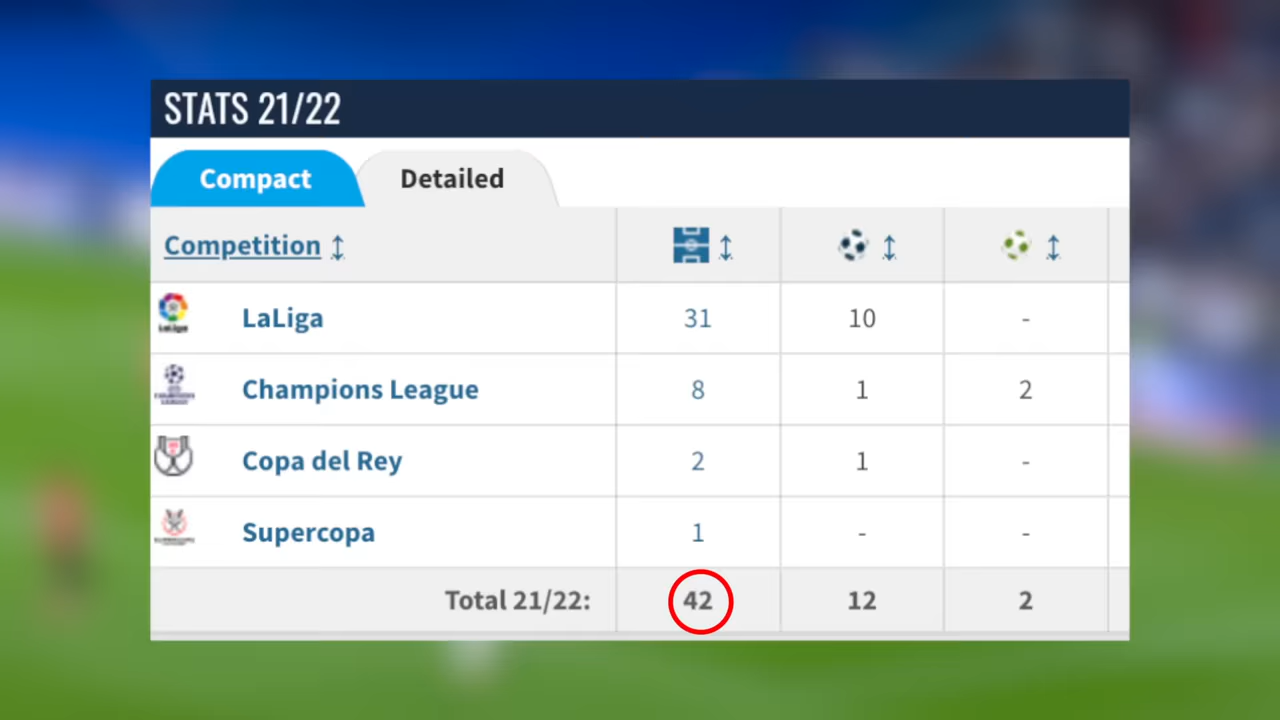 STATS 21/22
Compact Detailed
Competition
LaLiga 31 10 -
Champions League 8 1 2
Copa del Rey 2 1 -
Supercopa 1 - -
Total 21/22: 42 12 2